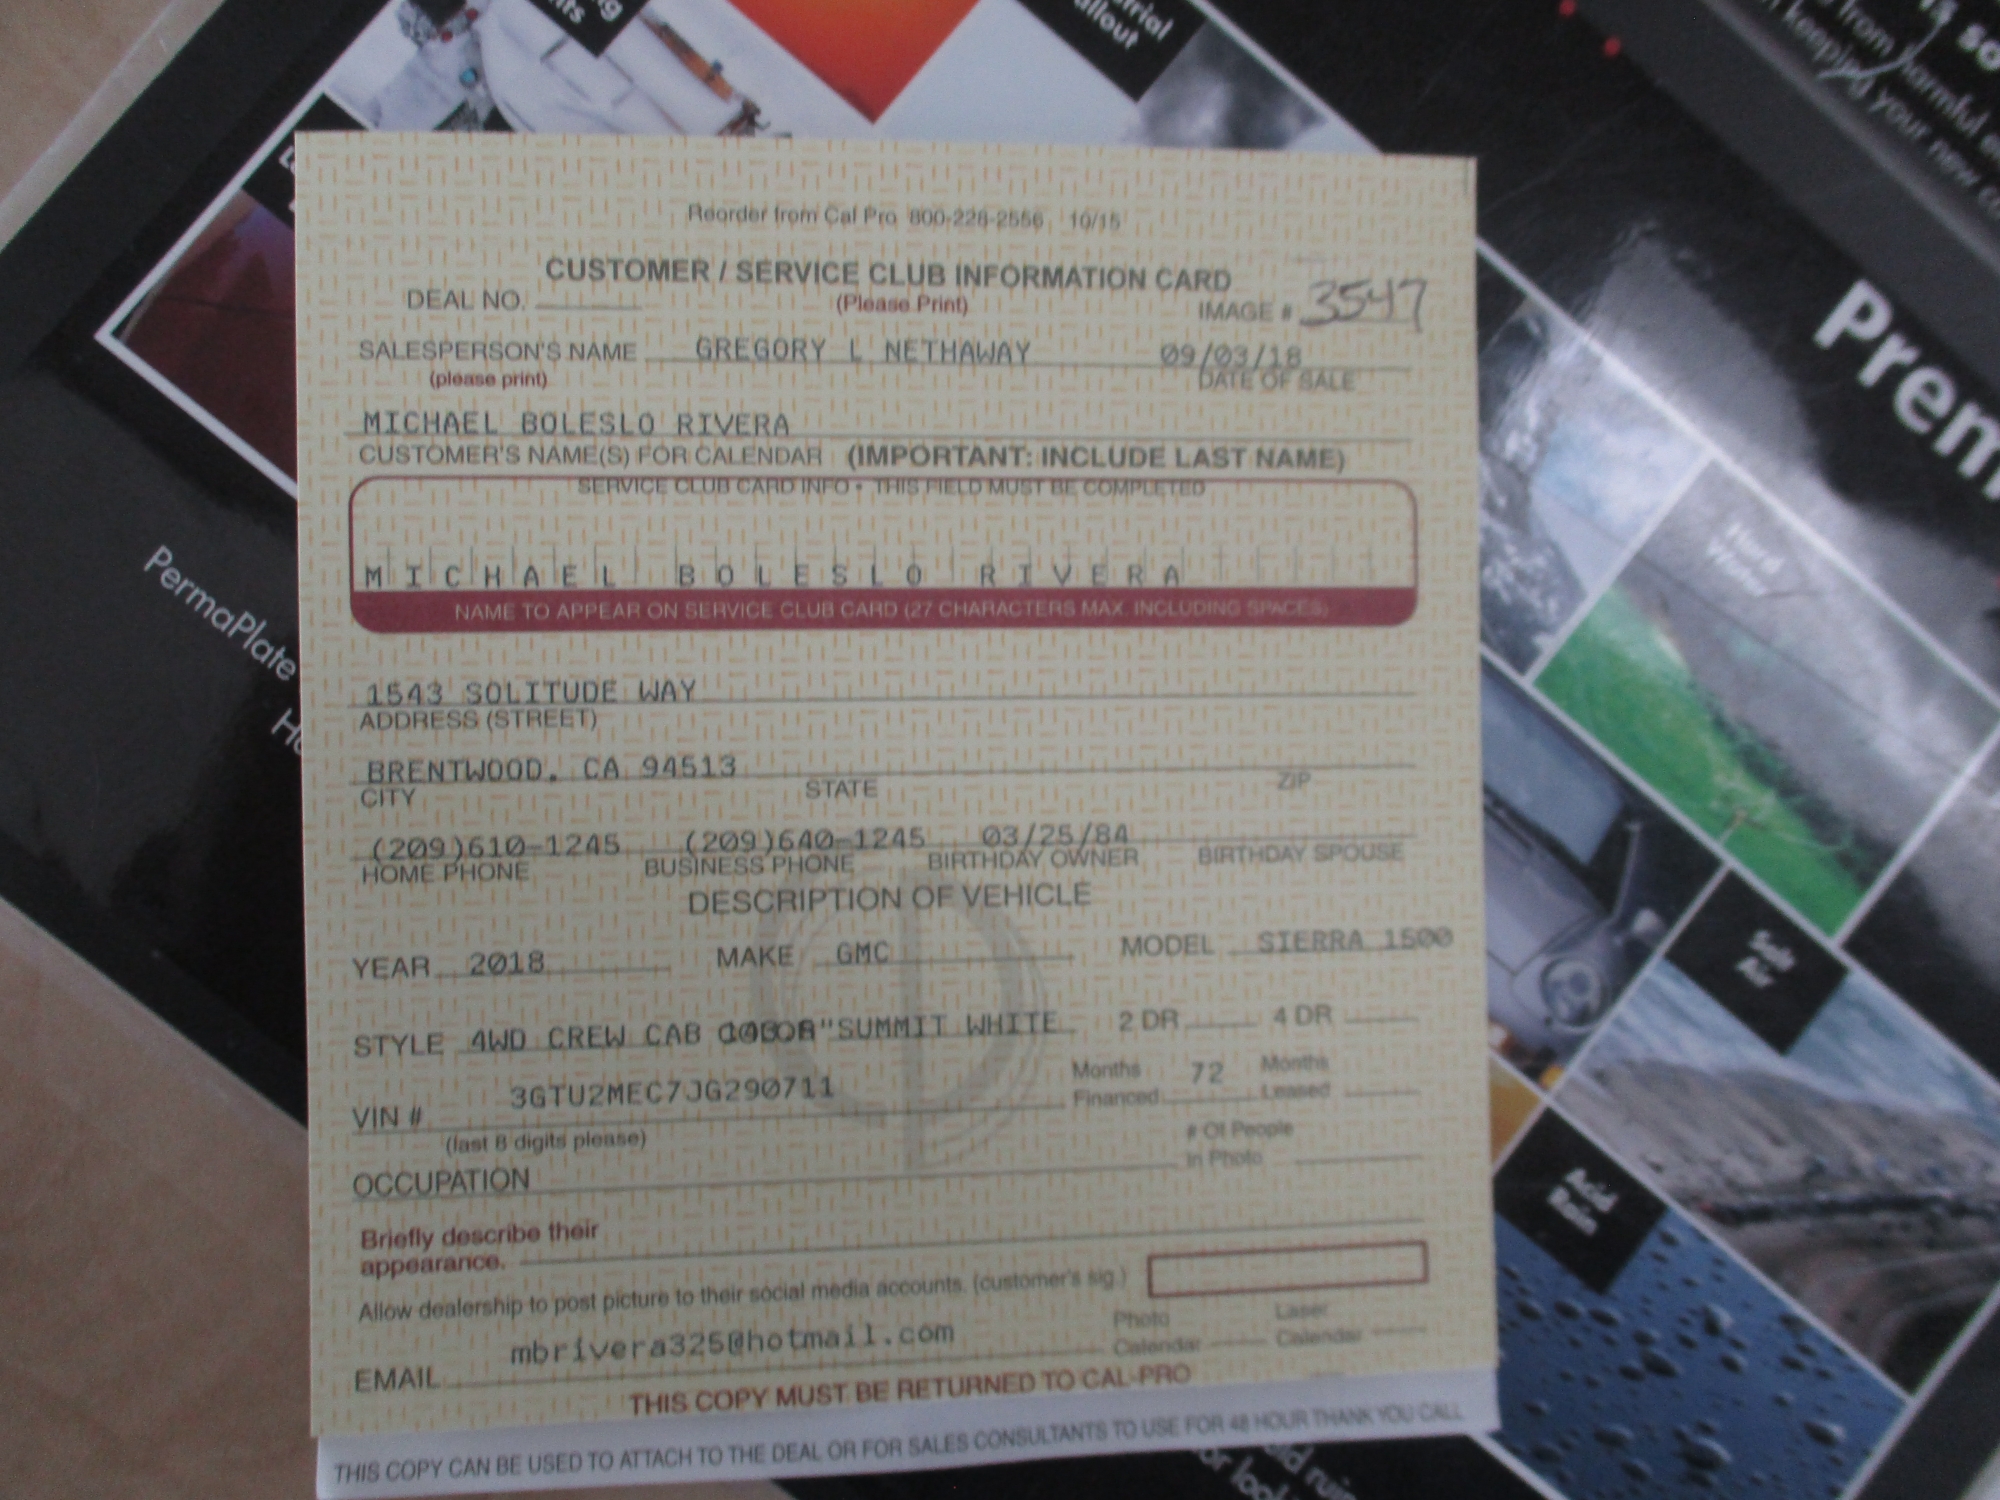 Reorder from Cal Pro 800-228-2556 10/15
CUSTOMER / SERVICE CLUB INFORMATION CARD
DEAL NO. (Please Print) IMAGE # 3547
SALESPERSON'S NAME GREGORY L NETHAWAY 09/03/18
(please print) DATE OF SALE
MICHAEL BOLESLO RIVERA
CUSTOMER'S NAME(S) FOR CALENDAR (IMPORTANT: INCLUDE LAST NAME)
SERVICE CLUB CARD INFO • THIS FIELD MUST BE COMPLETED
MICHAEL BOLESLO RIVERA
NAME TO APPEAR ON SERVICE CLUB CARD (27 CHARACTERS MAX. INCLUDING SPACES)
1543 SOLITUDE WAY
ADDRESS (STREET)
BRENTWOOD, CA 94513
CITY STATE ZIP
(209)610-1245 (209)640-1245 03/25/84
HOME PHONE BUSINESS PHONE BIRTHDAY OWNER BIRTHDAY SPOUSE
DESCRIPTION OF VEHICLE
YEAR 2018 MAKE GMC MODEL SIERRA 1500
STYLE 4WD CREW CAB SUMMIT WHITE 2 DR 4 DR
VIN # 3GTU2MEC7JG290711 Months Financed 72 Months Leased
(last 8 digits please)
# Of People In Photo
OCCUPATION
Briefly describe their
appearance.
Allow dealership to post picture to their social media accounts. (customer's sig.)
EMAIL mbrivera325@hotmail.com Photo Calendar Laser Calendar
THIS COPY MUST BE RETURNED TO CAL-PRO
THIS COPY CAN BE USED TO ATTACH TO THE DEAL OR FOR SALES CONSULTANTS TO USE FOR 48 HOUR THANK YOU CALL
PermaPlate
Hard
Water
Salt
Air
Acid
Rain
keeping your new